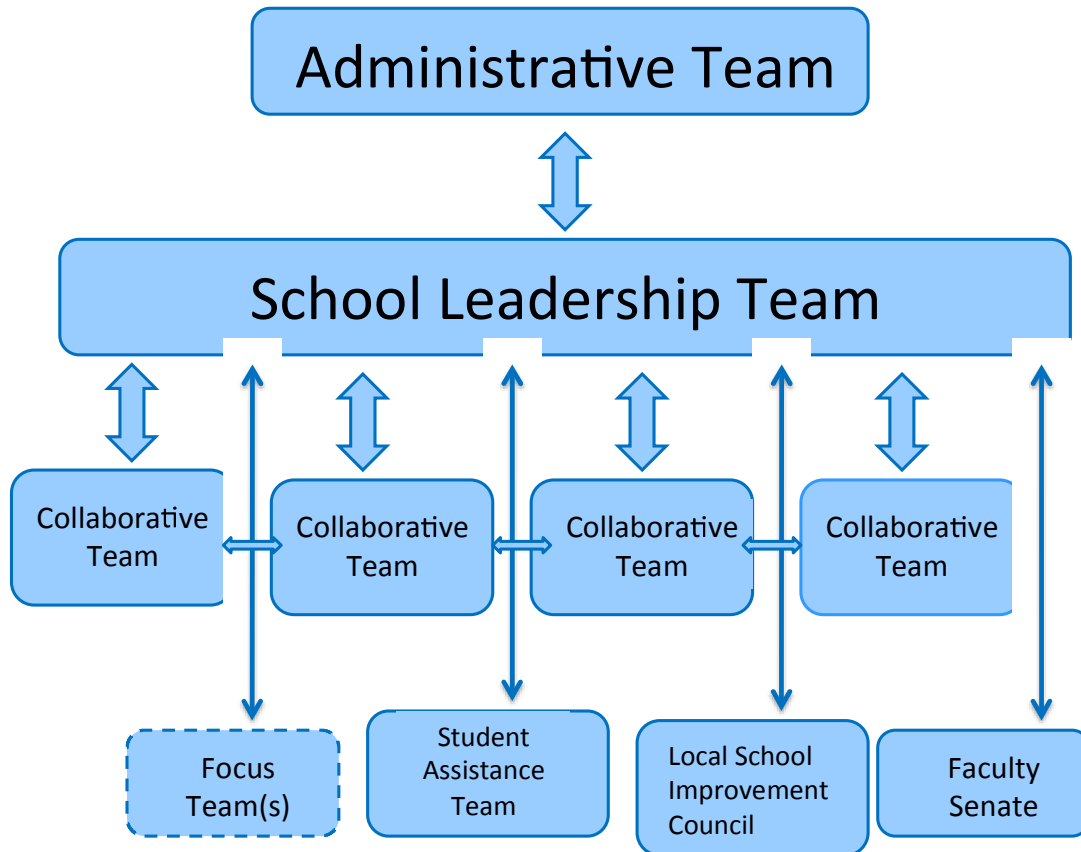 Administrative Team
School Leadership Team
Collaborative
Team
Collaborative
Team
Collaborative
Team
Collaborative
Team
Focus
Team(s)
Student
Assistance
Team
Local School
Improvement
Council
Faculty
Senate